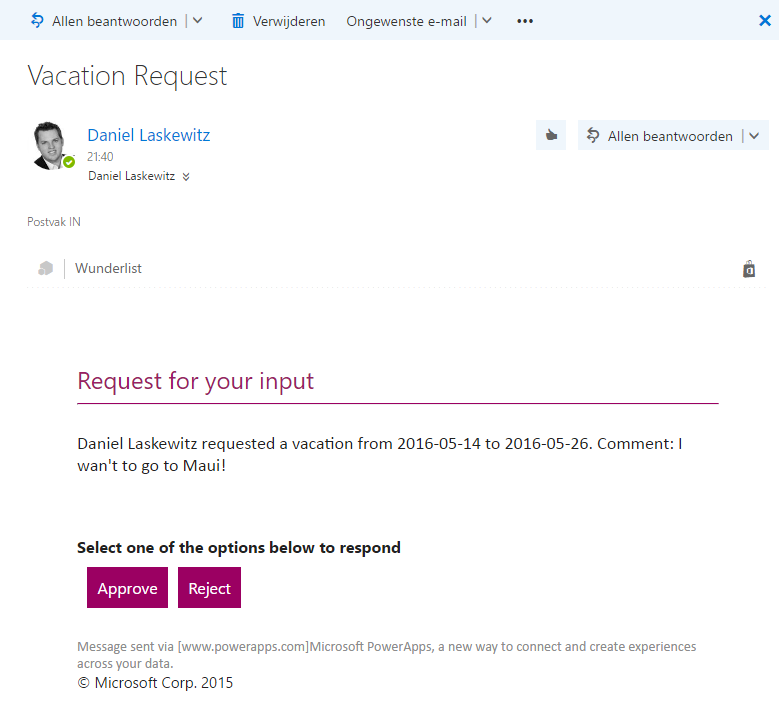 Allen beantwoorden | Verwijderen Ongewenste e-mail | •••
Vacation Request
Daniel Laskewitz
21:40
Daniel Laskewitz
Allen beantwoorden |
Postvak IN
Wunderlist
Request for your input
Daniel Laskewitz requested a vacation from 2016-05-14 to 2016-05-26. Comment: I
wan't to go to Maui!
Select one of the options below to respond
Approve Reject
Message sent via [www.powerapps.com]Microsoft PowerApps, a new way to connect and create experiences
across your data.
© Microsoft Corp. 2015